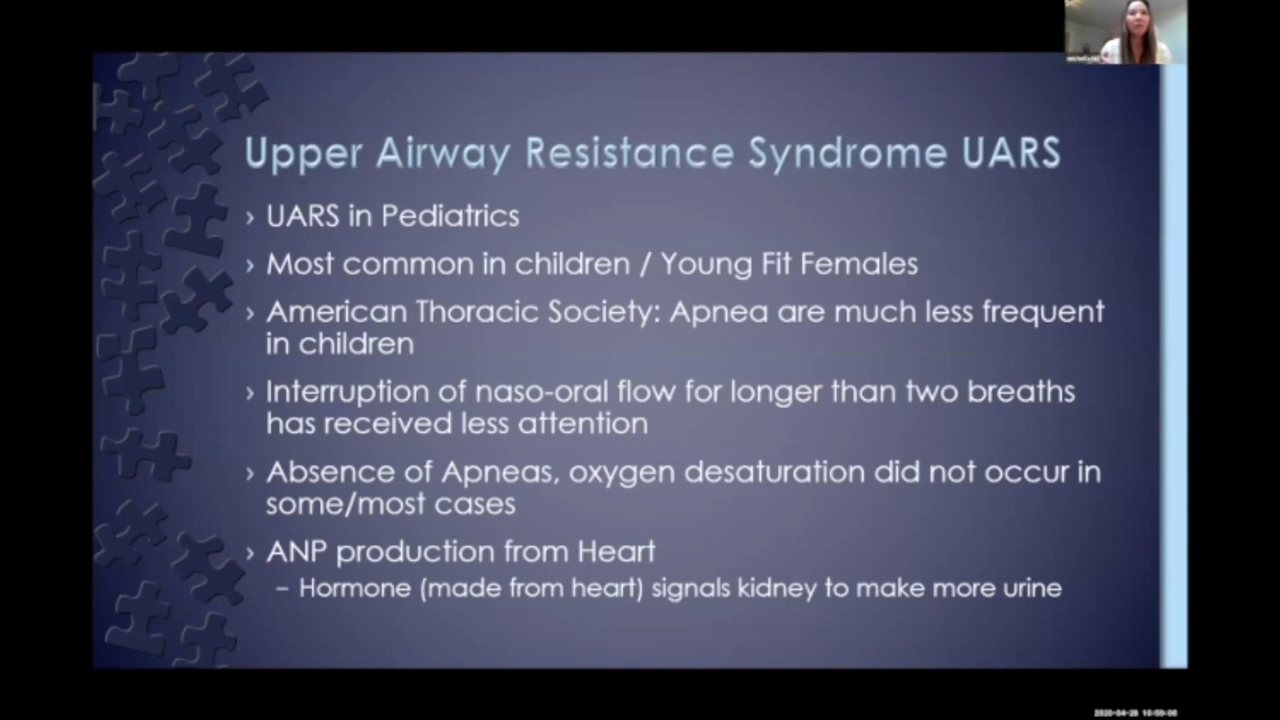 Upper Airway Resistance Syndrome UARS
› UARS in Pediatrics
› Most common in children / Young Fit Females
› American Thoracic Society: Apnea are much less frequent
in children
› Interruption of naso-oral flow for longer than two breaths
has received less attention
› Absence of Apneas, oxygen desaturation did not occur in
some/most cases
› ANP production from Heart
– Hormone (made from heart) signals kidney to make more urine